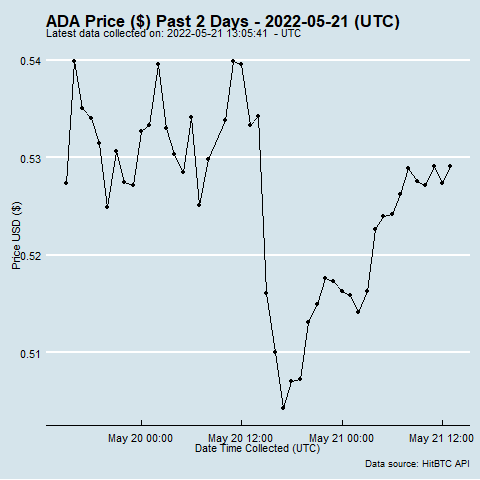 ADA Price ($) Past 2 Days - 2022-05-21 (UTC)
Latest data collected on: 2022-05-21 13:05:41 - UTC
0.54
0.53
Price USD ($)
0.52
0.51
May 20 00:00
May 20 12:00
May 21 00:00
May 21 12:00
Date Time Collected (UTC)
Data source: HitBTC API